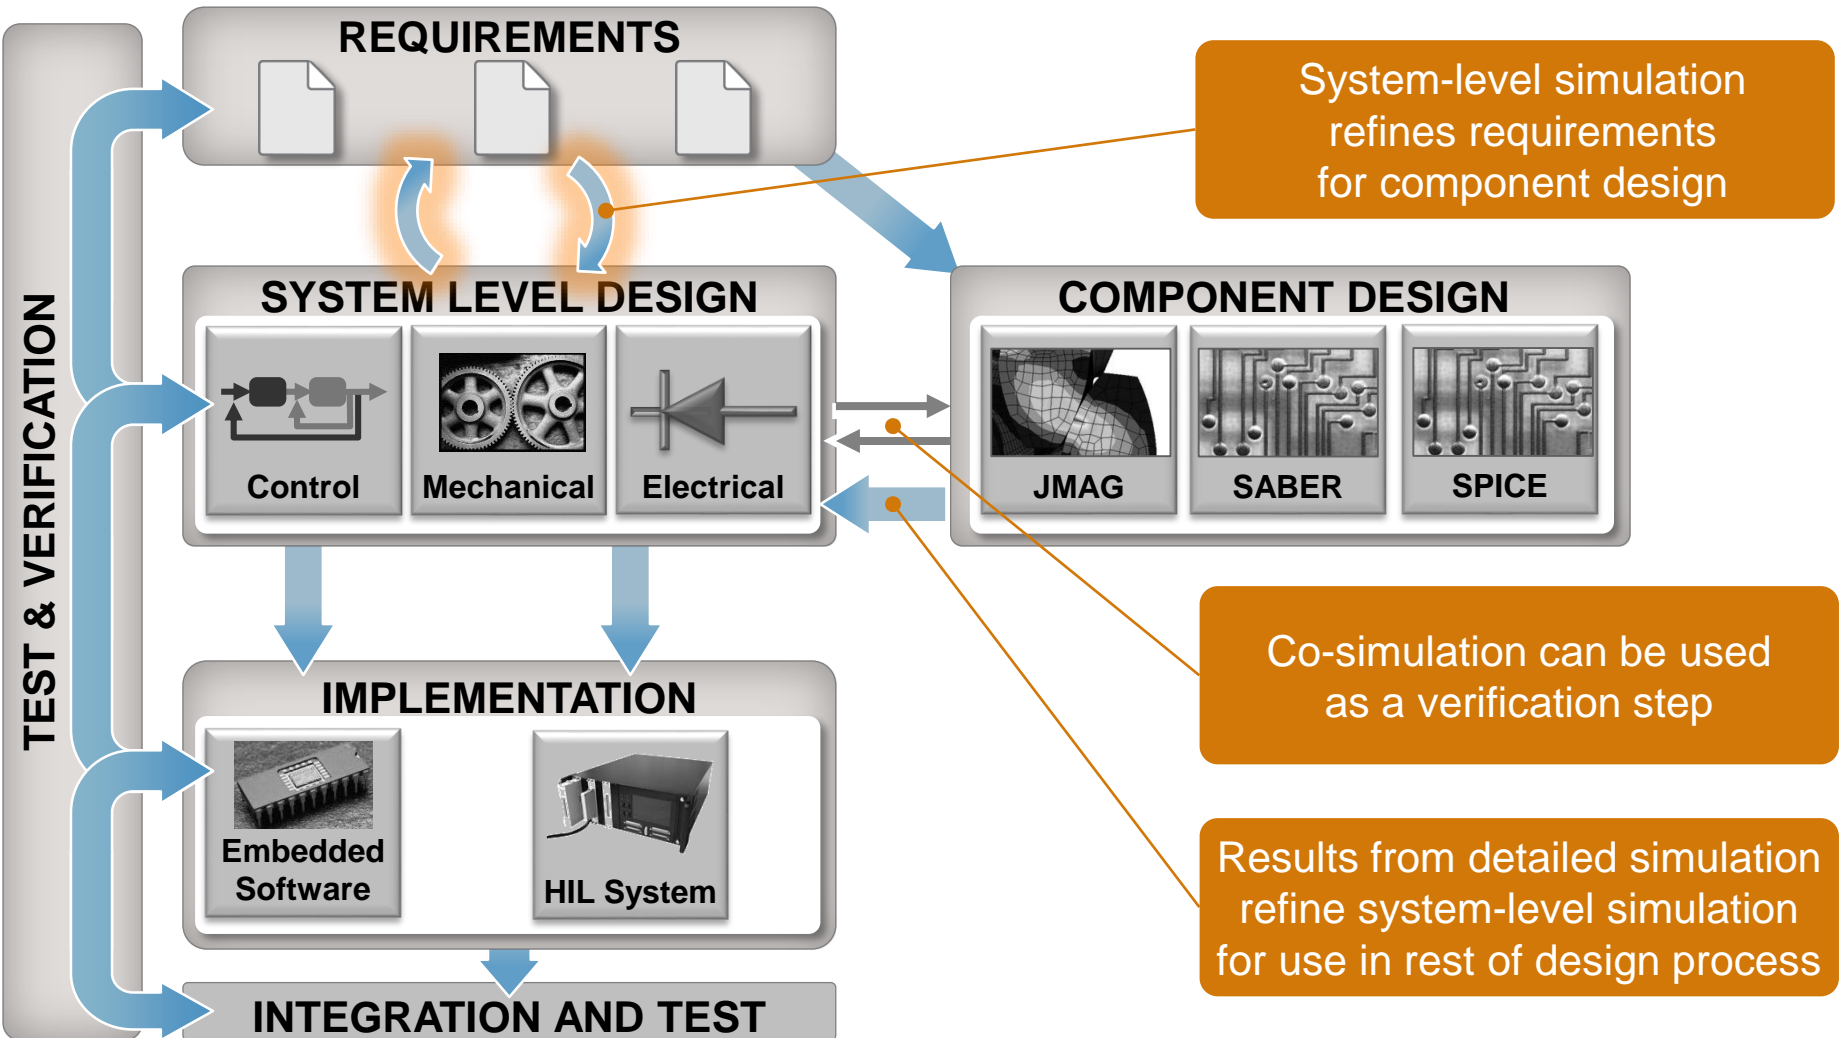 REQUIREMENTS
System-level simulation
refines requirements
for component design
TEST & VERIFICATION
SYSTEM LEVEL DESIGN
Control
Mechanical
Electrical
COMPONENT DESIGN
JMAG
SABER
SPICE
Co-simulation can be used
as a verification step
IMPLEMENTATION
Embedded
Software
HIL System
Results from detailed simulation
refine system-level simulation
for use in rest of design process
INTEGRATION AND TEST